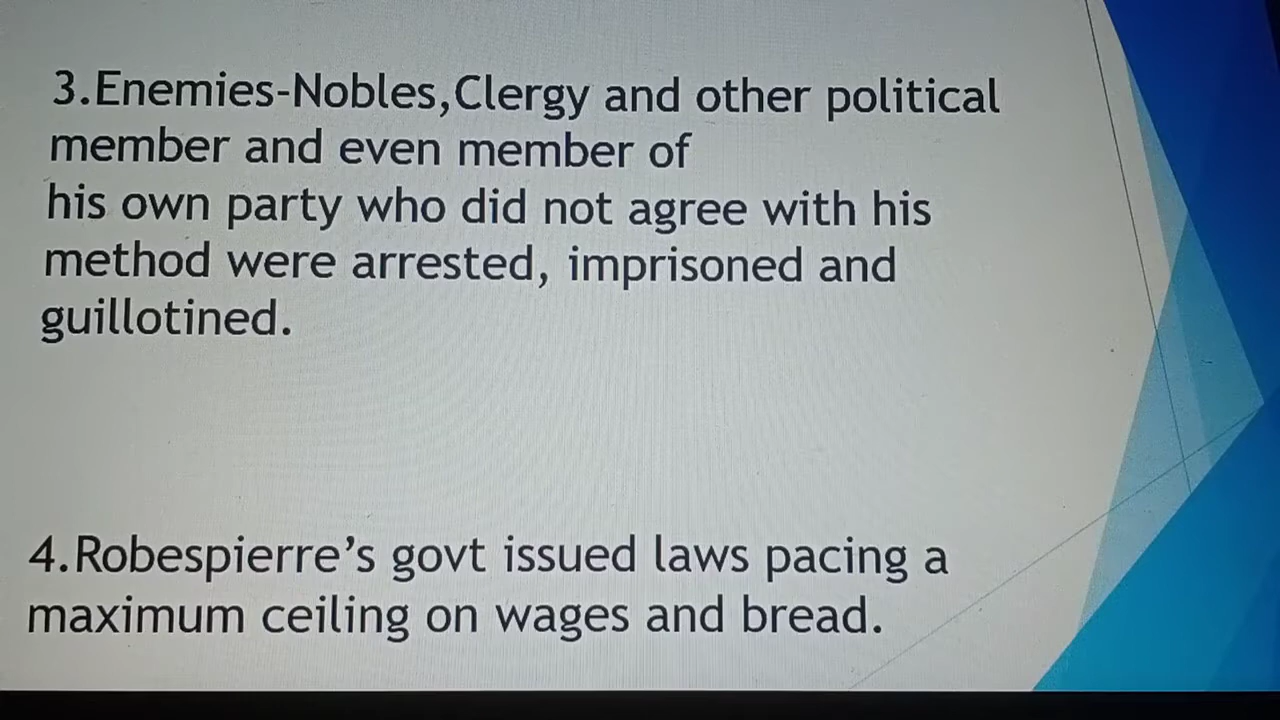 3.Enemies-Nobles,Clergy and other political
member and even member of
his own party who did not agree with his
method were arrested, imprisoned and
guillotined.
4.Robespierre's govt issued laws pacing a
maximum ceiling on wages and bread.